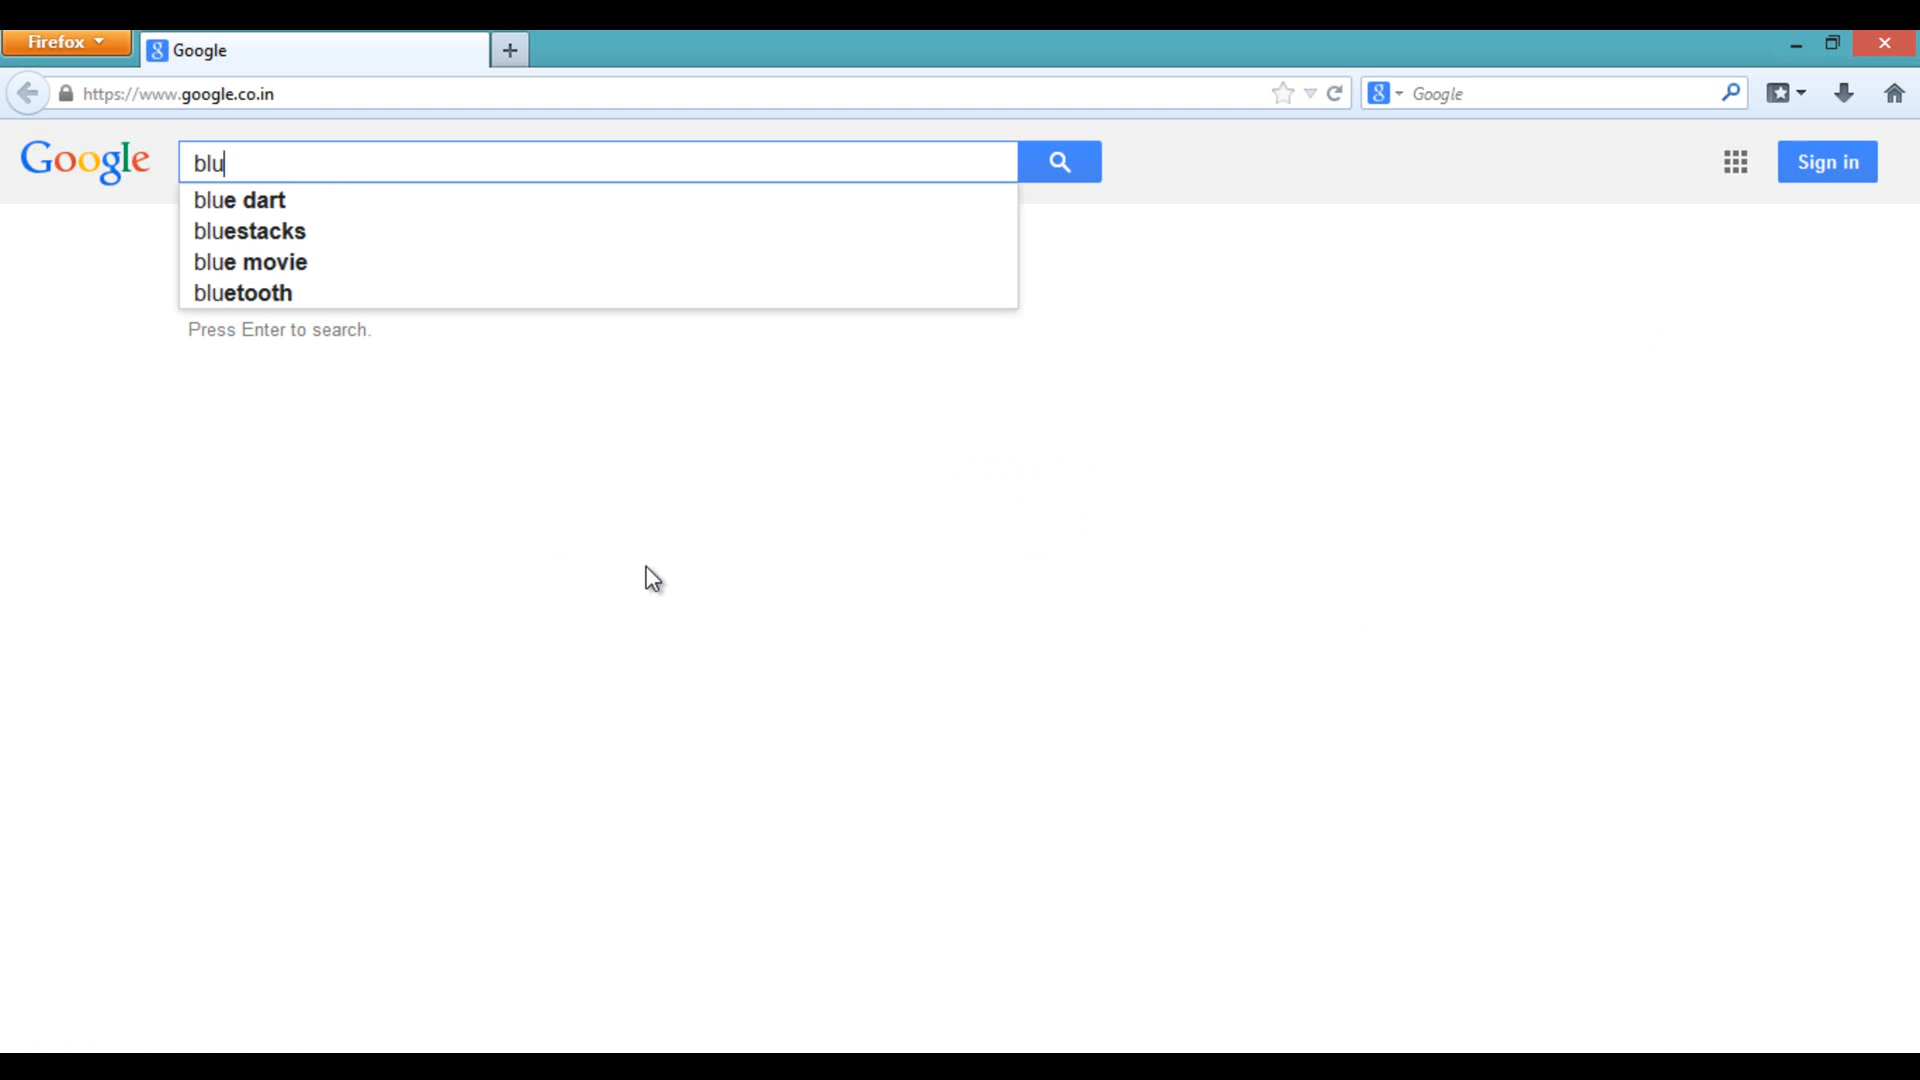 Firefox
Google
https://www.google.co.in
Google
Google
blu
Sign in
blue dart
bluestacks
blue movie
bluetooth
Press Enter to search.